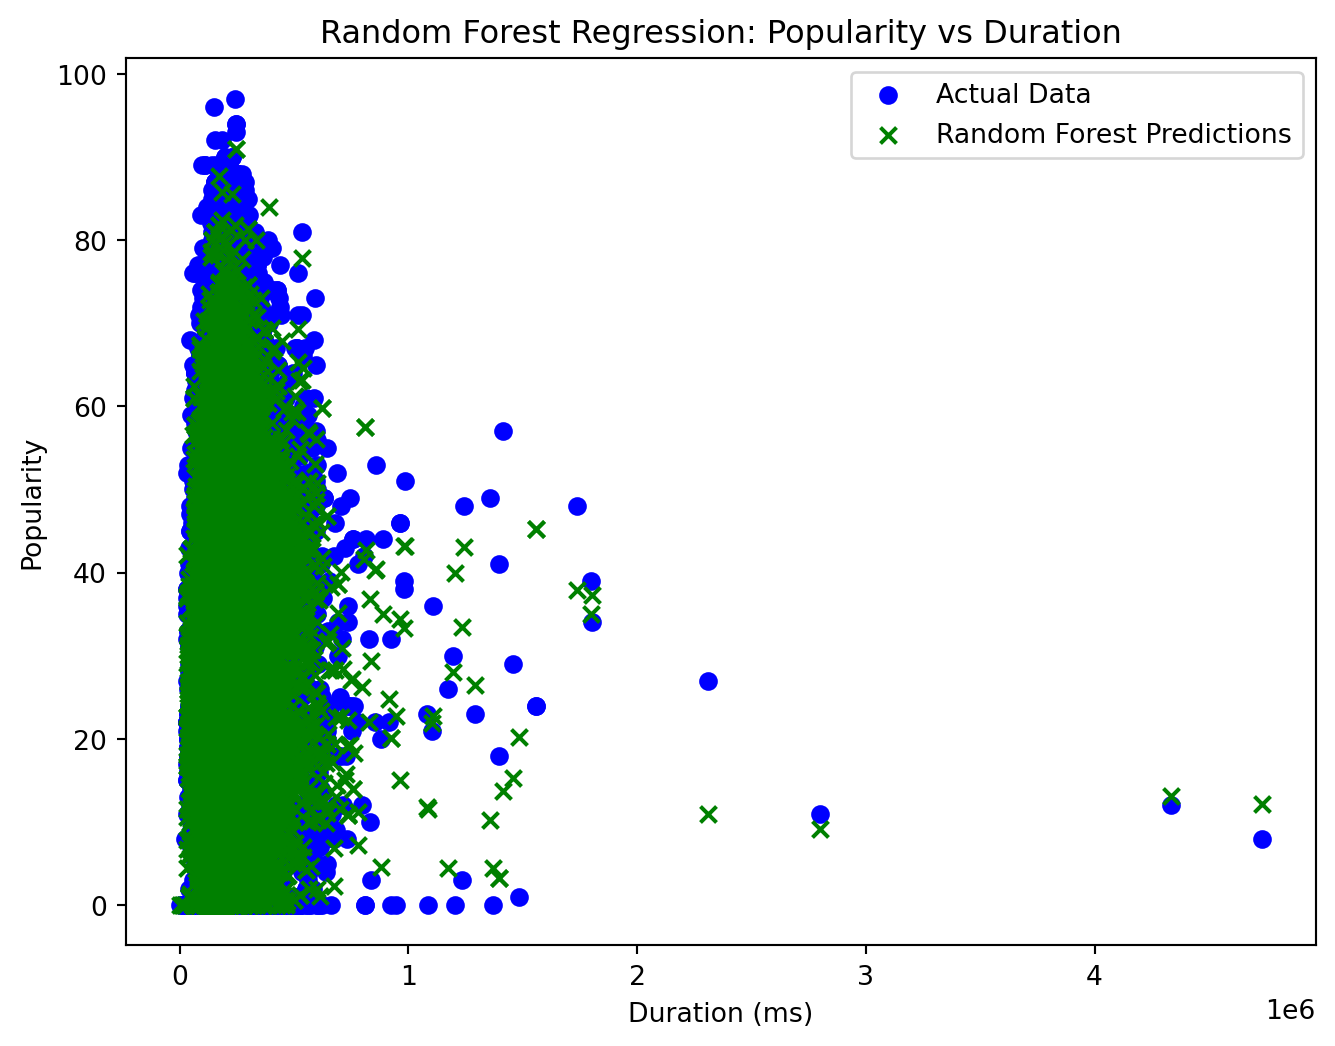 Random Forest Regression: Popularity vs Duration
Actual Data
Random Forest Predictions
100
80
60
40
20
0
Popularity
0 1 2 3 4
1e6
Duration (ms)